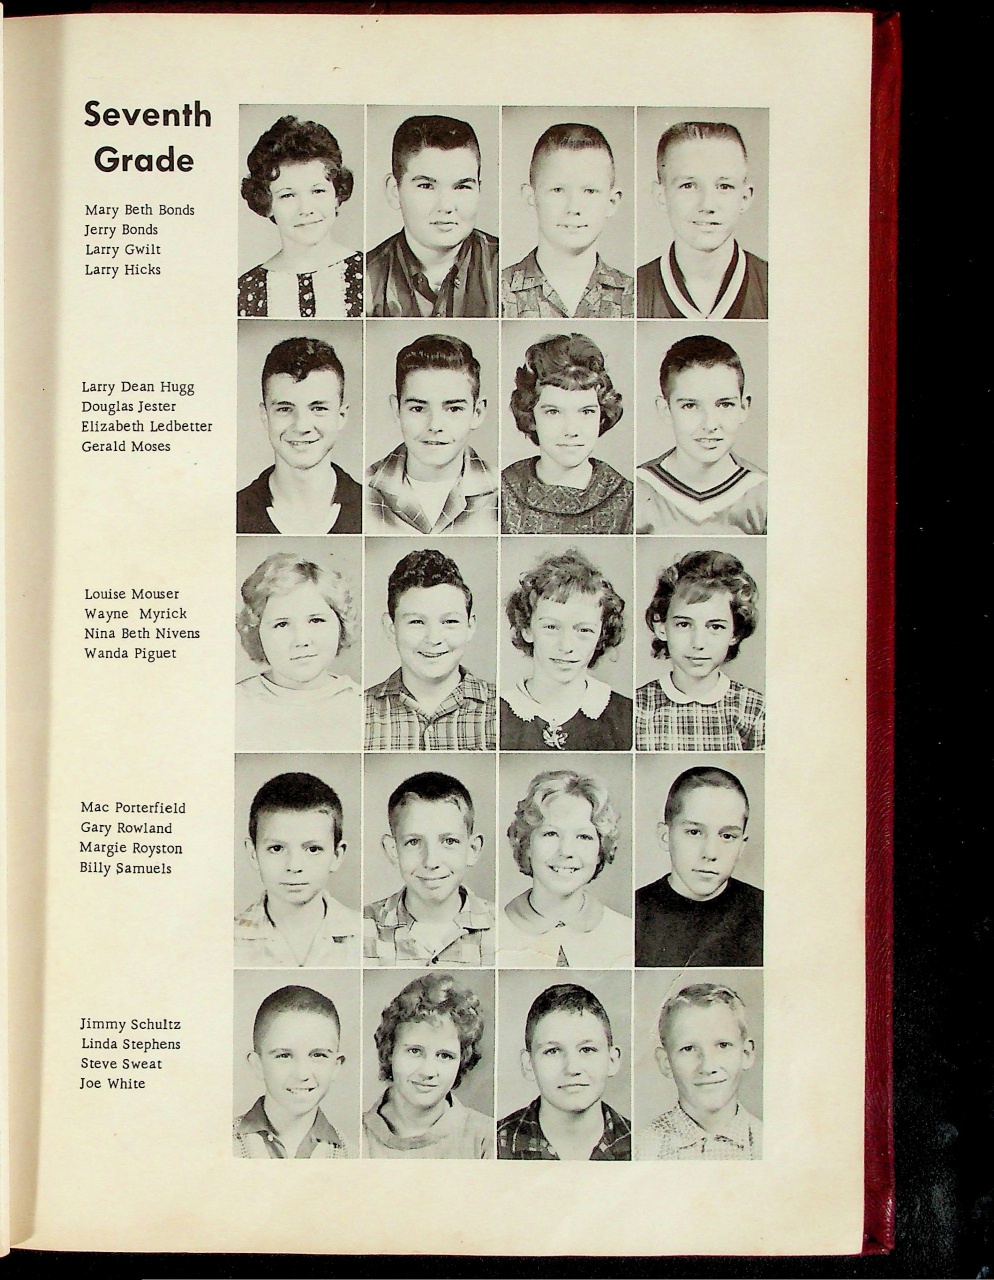 Seventh
Grade
Mary Beth Bonds
Jerry Bonds
Larry Gwilt
Larry Hicks
Larry Dean Hugg
Douglas Jester
Elizabeth Ledbetter
Gerald Moses
Louise Mouser
Wayne Myrick
Nina Beth Nivens
Wanda Piguet
Mac Porterfield
Gary Rowland
Margie Royston
Billy Samuels
Jimmy Schultz
Linda Stephens
Steve Sweat
Joe White